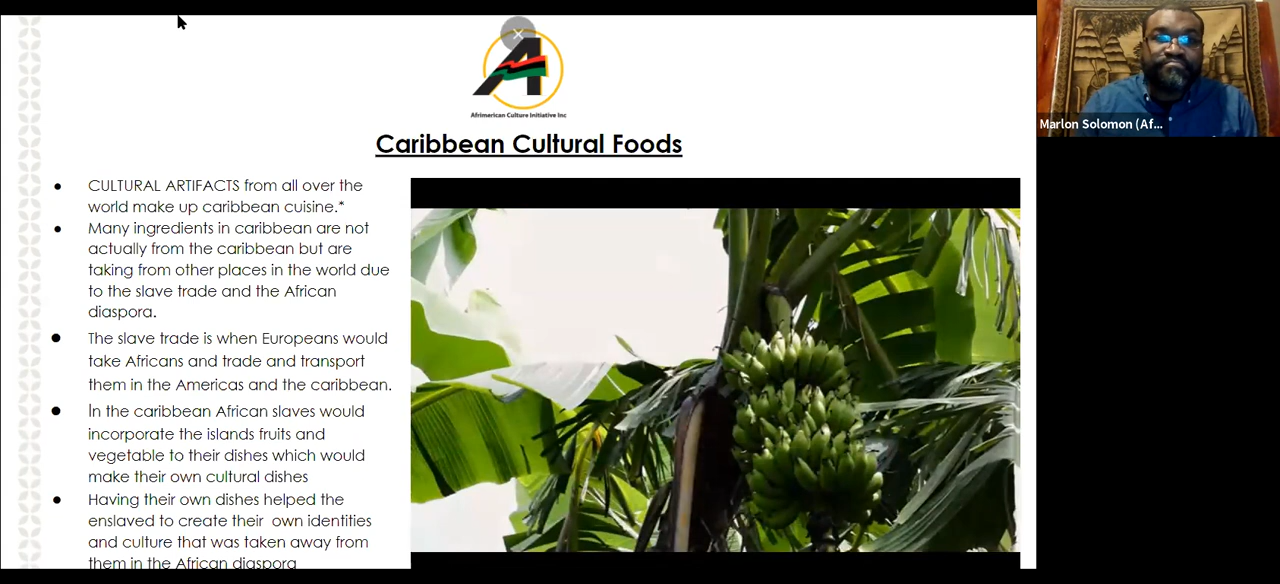 Afrimerican Culture Initiative Inc
Marlon Solomon (Af...
Caribbean Cultural Foods
● CULTURAL ARTIFACTS from all over the
world make up caribbean cuisine.*
● Many ingredients in caribbean are not
actually from the caribbean but are
taking from other places in the world due
to the slave trade and the African
diaspora.
● The slave trade is when Europeans would
take Africans and trade and transport
them in the Americas and the caribbean.
● In the caribbean African slaves would
incorporate the islands fruits and
vegetable to their dishes which would
make their own cultural dishes
● Having their own dishes helped the
enslaved to create their own identities
and culture that was taken away from
them in the African diaspora